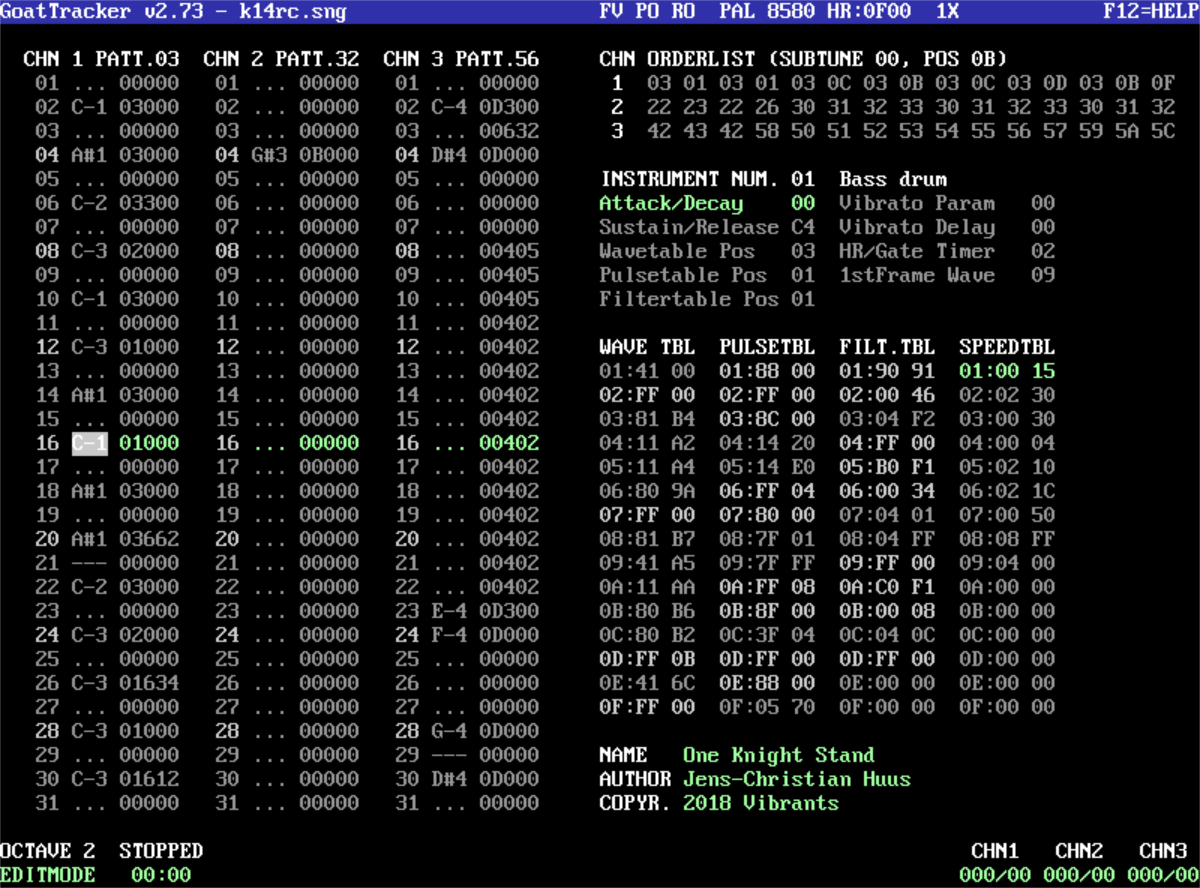 GoatTracker v2.73 - k14rc.sng FV PO RO PAL 8580 HR:0F00 1X F12=HELP
CHN 1 PATT.03 CHN 2 PATT.32 CHN 3 PATT.56 CHN ORDERLIST (SUBTUNE 00, POS 0B)
01 ... 00000 01 ... 00000 01 ... 00000 1 03 01 03 01 03 0C 03 0B 03 0C 03 0D 03 0B 0F
02 C-1 03000 02 ... 00000 02 C-4 0D300 2 22 23 22 26 30 31 32 33 30 31 32 33 30 31 32
03 ... 00000 03 ... 00000 03 ... 00632 3 42 43 42 58 50 51 52 53 54 55 56 57 59 5A 5C
04 A#1 03000 04 G#3 0B000 04 D#4 0D000
05 ... 00000 05 ... 00000 05 ... 00000 INSTRUMENT NUM. 01 Bass drum
06 C-2 03300 06 ... 00000 06 ... 00000 Attack/Decay 00 Vibrato Param 00
07 ... 00000 07 ... 00000 07 ... 00000 Sustain/Release C4 Vibrato Delay 00
08 C-3 02000 08 ... 00000 08 ... 00405 Wavetable Pos 03 HR/Gate Timer 02
09 ... 00000 09 ... 00000 09 ... 00405 Pulsetable Pos 01 1stFrame Wave 09
10 C-1 03000 10 ... 00000 10 ... 00405 Filtertable Pos 01
11 ... 00000 11 ... 00000 11 ... 00402
12 C-3 01000 12 ... 00000 12 ... 00402 WAVE TBL PULSETBL FILT.TBL SPEEDTBL
13 ... 00000 13 ... 00000 13 ... 00402 01:41 00 01:88 00 01:90 91 01:00 15
14 A#1 03000 14 ... 00000 14 ... 00402 02:FF 00 02:FF 00 02:00 46 02:02 30
15 ... 00000 15 ... 00000 15 ... 00402 03:81 B4 03:8C 00 03:04 F2 03:00 30
16 C-1 01000 16 ... 00000 16 ... 00402 04:11 A2 04:14 20 04:FF 00 04:00 04
17 ... 00000 17 ... 00000 17 ... 00402 05:11 A4 05:14 E0 05:B0 F1 05:02 10
18 A#1 03000 18 ... 00000 18 ... 00402 06:80 9A 06:FF 04 06:00 34 06:02 1C
19 ... 00000 19 ... 00000 19 ... 00402 07:FF 00 07:80 00 07:04 01 07:00 50
20 A#1 03662 20 ... 00000 20 ... 00402 08:81 B7 08:7F 01 08:04 FF 08:08 FF
21 --- 00000 21 ... 00000 21 ... 00402 09:41 A5 09:7F FF 09:FF 00 09:04 00
22 C-2 03000 22 ... 00000 22 ... 00402 0A:11 AA 0A:FF 08 0A:C0 F1 0A:00 00
23 ... 00000 23 ... 00000 23 E-4 0D300 0B:80 B6 0B:8F 00 0B:00 08 0B:00 00
24 C-3 02000 24 ... 00000 24 F-4 0D000 0C:80 B2 0C:3F 04 0C:04 0C 0C:00 00
25 ... 00000 25 ... 00000 25 ... 00000 0D:FF 0B 0D:FF 00 0D:FF 00 0D:00 00
26 C-3 01634 26 ... 00000 26 ... 00000 0E:41 6C 0E:88 00 0E:00 00 0E:00 00
27 ... 00000 27 ... 00000 27 ... 00000 0F:FF 00 0F:05 70 0F:00 00 0F:00 00
28 C-3 01000 28 ... 00000 28 G-4 0D000
29 ... 00000 29 ... 00000 29 --- 00000 NAME One Knight Stand
30 C-3 01612 30 ... 00000 30 D#4 0D000 AUTHOR Jens-Christian Huus
31 ... 00000 31 ... 00000 31 ... 00000 COPYR. 2018 Vibrants
OCTAVE 2 STOPPED CHN1 CHN2 CHN3
EDITMODE 00:00 000/00 000/00 000/00